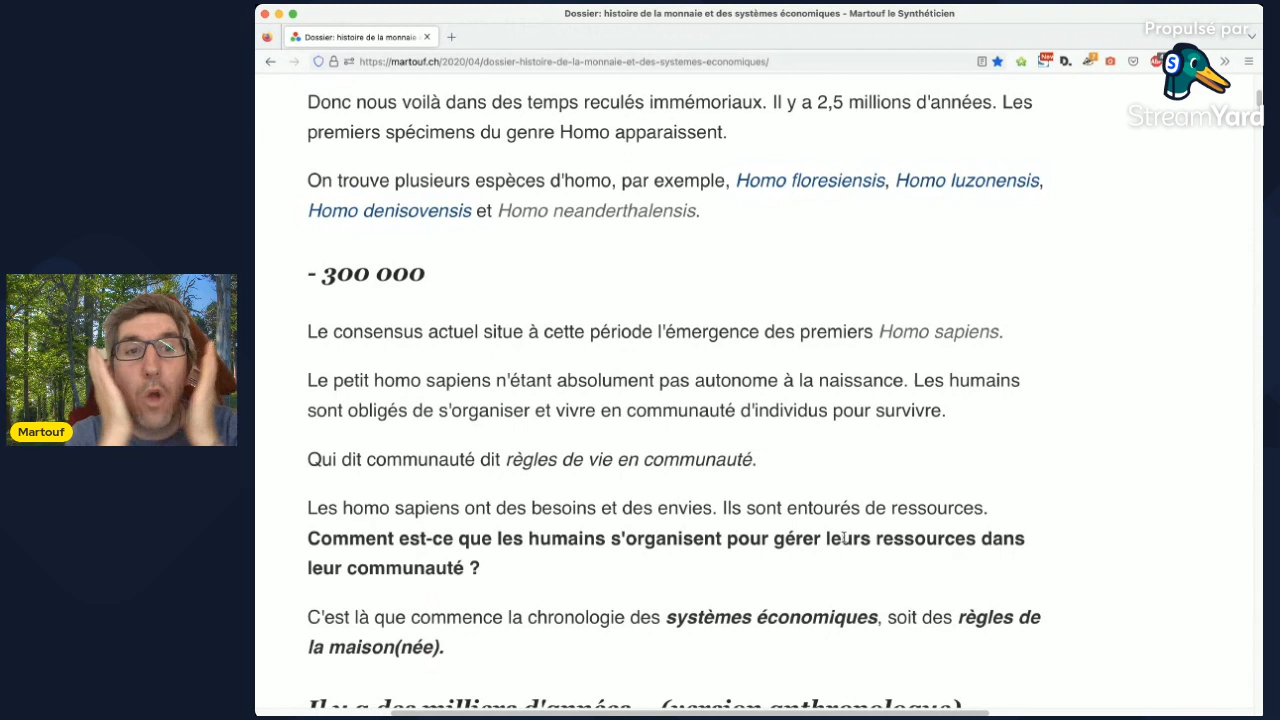 Dossier: histoire de la monnaie et des systèmes économiques - Martouf le Synthéticien
Dossier: histoire de la monnaie
https://martouf.ch/2020/04/dossier-histoire-de-la-monnaie-et-des-systemes-economiques/
Propulsé par
StreamYard
Donc nous voilà dans des temps reculés immémoriaux. Il y a 2,5 millions d'années. Les
premiers spécimens du genre Homo apparaissent.
On trouve plusieurs espèces d'homo, par exemple, Homo floresiensis, Homo luzonensis,
Homo denisovensis et Homo neanderthalensis.
- 300 000
Le consensus actuel situe à cette période l'émergence des premiers Homo sapiens.
Le petit homo sapiens n'étant absolument pas autonome à la naissance. Les humains
sont obligés de s'organiser et vivre en communauté d'individus pour survivre.
Qui dit communauté dit règles de vie en communauté.
Les homo sapiens ont des besoins et des envies. Ils sont entourés de ressources.
Comment est-ce que les humains s'organisent pour gérer leurs ressources dans
leur communauté ?
C'est là que commence la chronologie des systèmes économiques, soit des règles de
la maison(née).
Il y a des milliers d'années... (version anthropologue)
Martouf